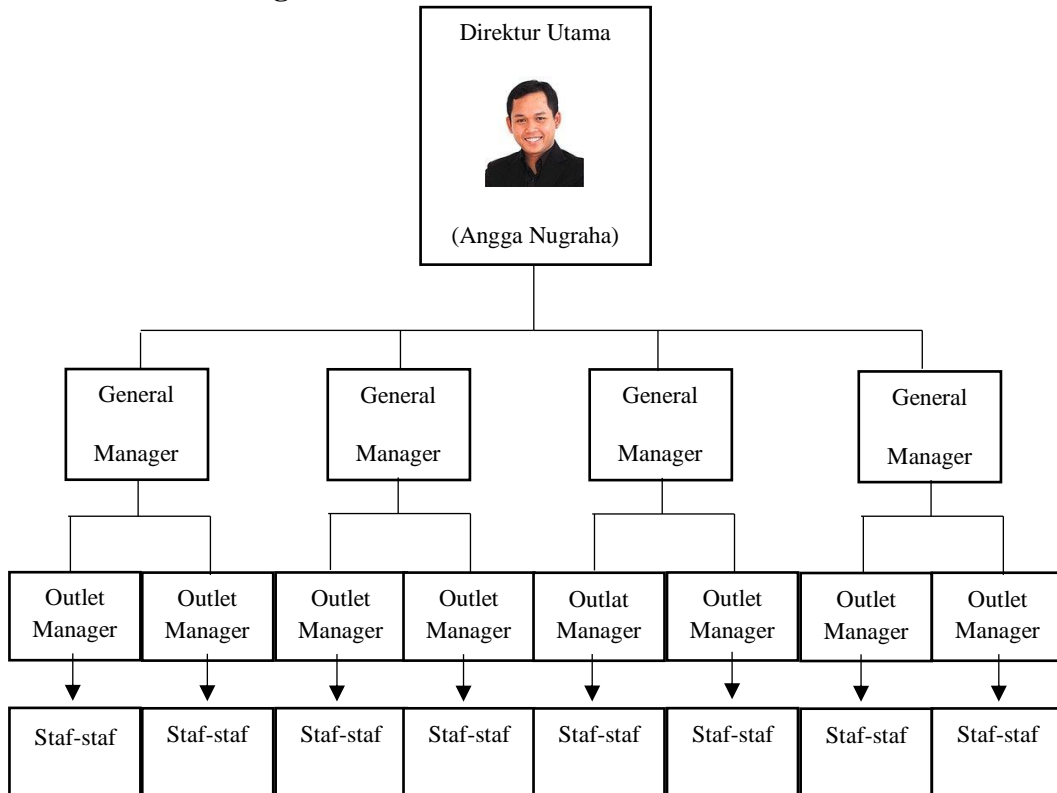 Direktur Utama
(Angga Nugraha)
General
Manager
General
Manager
General
Manager
General
Manager
Outlet
Manager
Outlet
Manager
Outlet
Manager
Outlet
Manager
Outlat
Manager
Outlet
Manager
Outlet
Manager
Outlet
Manager
Staf-staf
Staf-staf
Staf-staf
Staf-staf
Staf-staf
Staf-staf
Staf-staf
Staf-staf